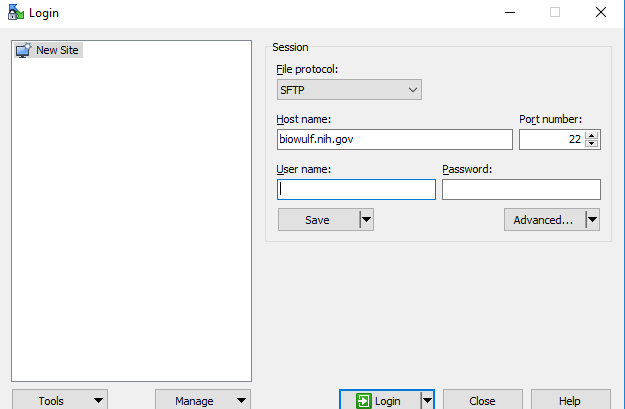 Login
New Site
Session
File protocol:
SFTP
Host name:
Port number:
biowulf.nih.gov
22
User name:
Password:
Save
Advanced...
Tools
Manage
Login
Close
Help